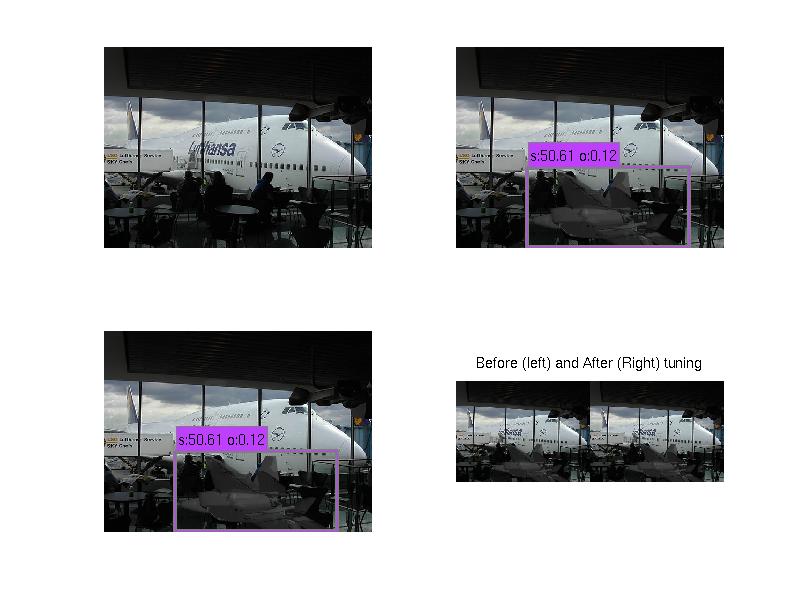 Lufthansa
s:50.61 o:0.12
s:50.61 o:0.12
Before (left) and After (Right) tuning